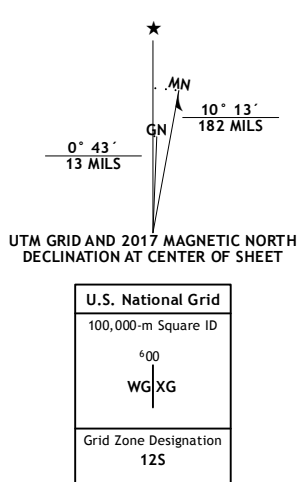 ★
MN
GN
10° 13´
182 MILS
0° 43´
13 MILS
UTM GRID AND 2017 MAGNETIC NORTH
DECLINATION AT CENTER OF SHEET
U.S. National Grid
100,000-m Square ID
⁶00
WG XG
Grid Zone Designation
12S